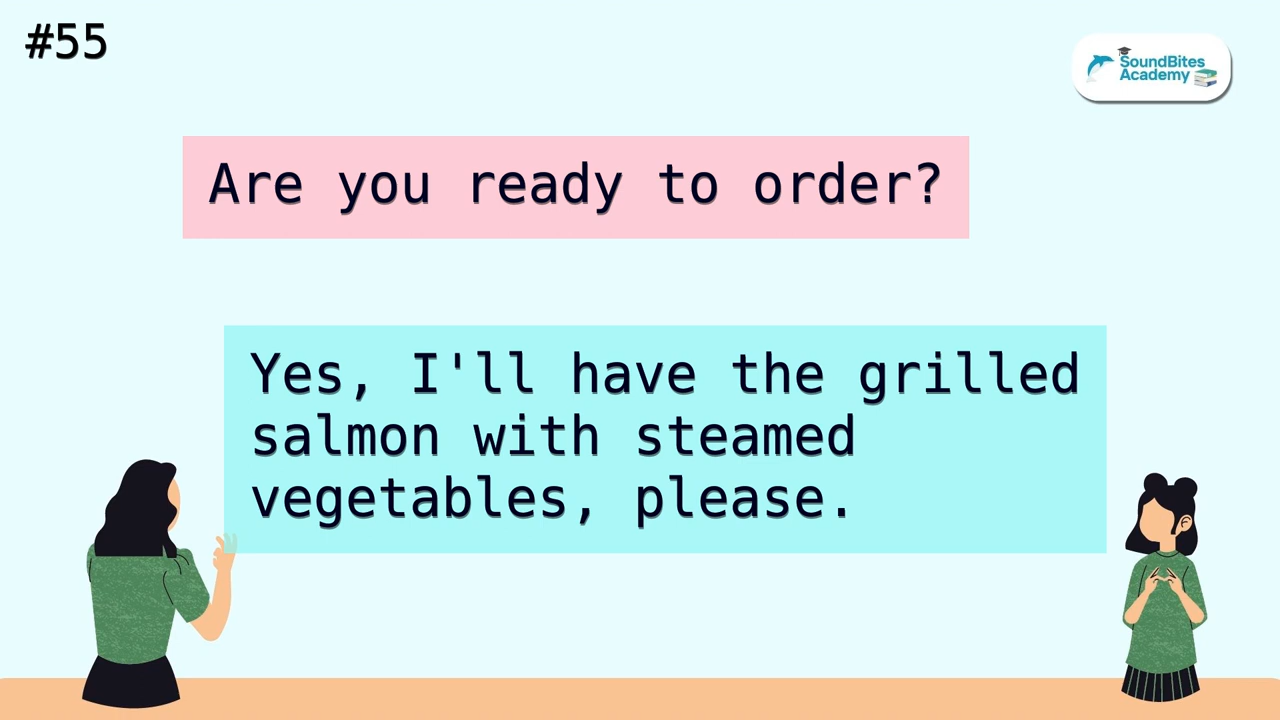 #55
SoundBites
Academy
Are you ready to order?
Yes, I'll have the grilled
salmon with steamed
vegetables, please.